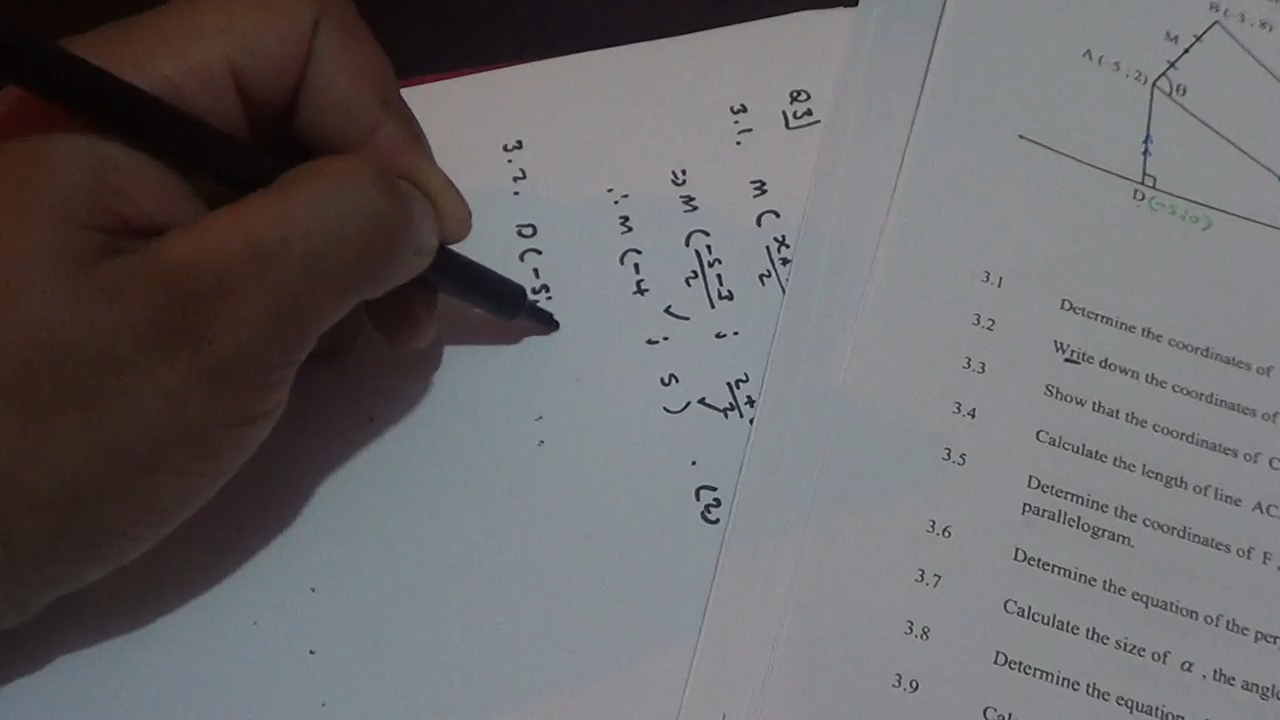 Q3
3.1. M (
⇒ M (-5-3/2 ; 2+
∴ M (-4 ; 5) . (2)
3.2. D(-5;
B(-3 ; 8)
M
A (-5 ; 2)
θ
D(-5;0)
3.1 Determine the coordinates of
3.2 Write down the coordinates of
3.3 Show that the coordinates of C
3.4 Calculate the length of line AC.
3.5 Determine the coordinates of F
parallelogram.
3.6 Determine the equation of the per
3.7 Calculate the size of α , the angl
3.8 Determine the equation
3.9 Cal